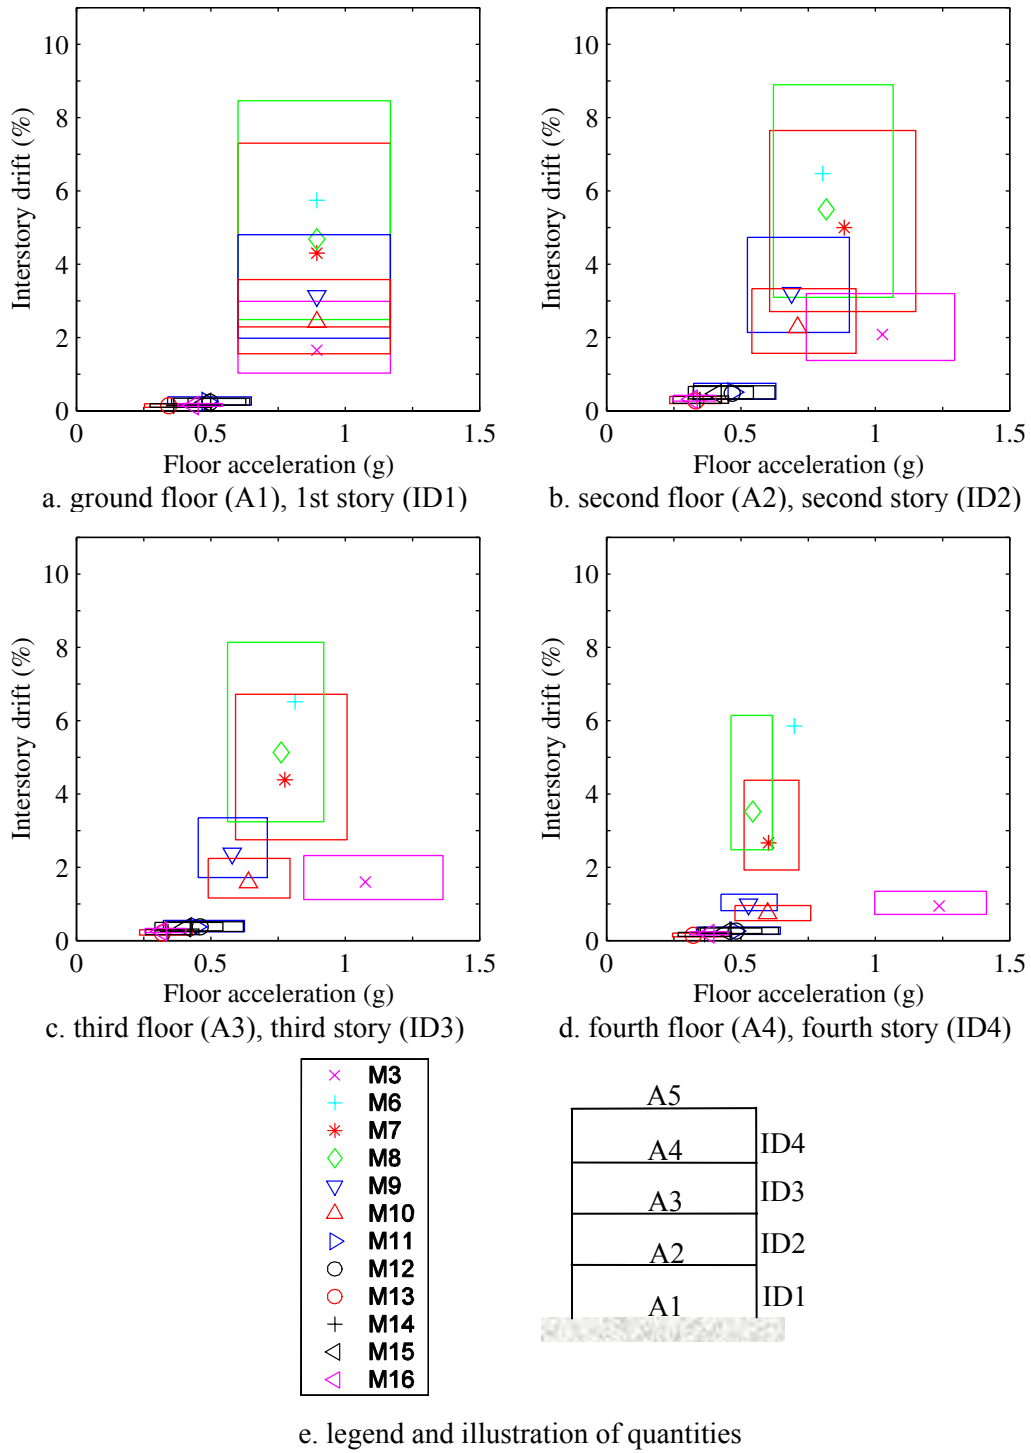 10
8
6
4
2
0
Interstory drift (%)
0
0.5
1
1.5
Floor acceleration (g)
a. ground floor (A1), 1st story (ID1)
10
8
6
4
2
0
Interstory drift (%)
0
0.5
1
1.5
Floor acceleration (g)
b. second floor (A2), second story (ID2)
10
8
6
4
2
0
Interstory drift (%)
0
0.5
1
1.5
Floor acceleration (g)
c. third floor (A3), third story (ID3)
10
8
6
4
2
0
Interstory drift (%)
0
0.5
1
1.5
Floor acceleration (g)
d. fourth floor (A4), fourth story (ID4)
M3
M6
M7
M8
M9
M10
M11
M12
M13
M14
M15
M16
A5
A4 ID4
A3 ID3
A2 ID2
A1 ID1
e. legend and illustration of quantities